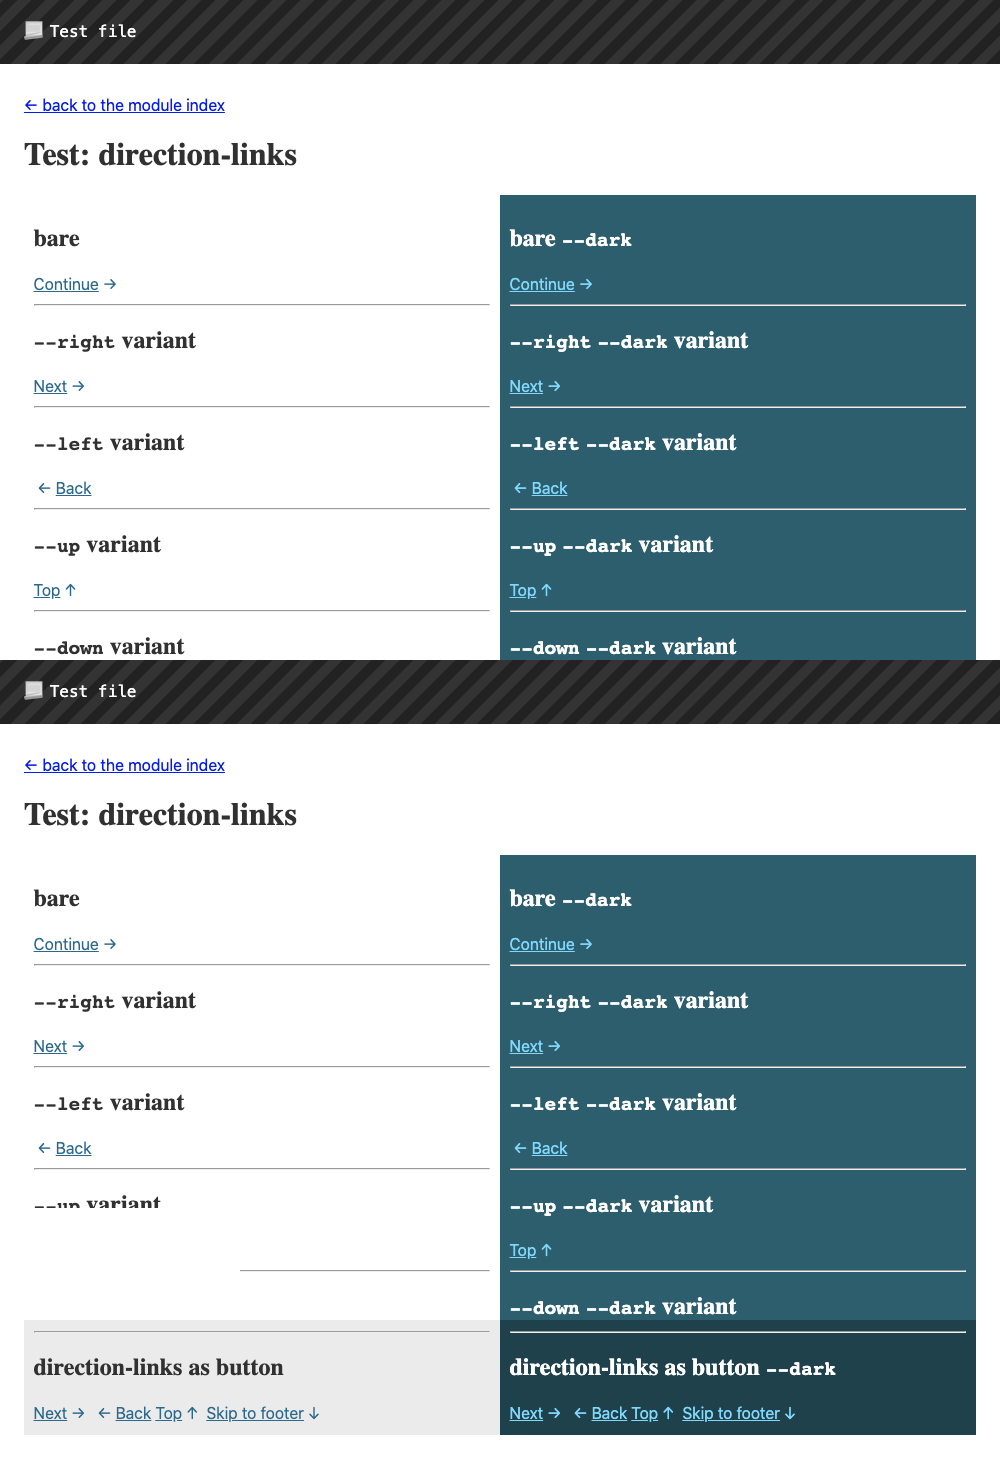 Test file
← back to the module index
Test: direction-links
bare
Continue →
--right variant
Next →
--left variant
← Back
--up variant
Top ↑
--down variant
bare --dark
Continue →
--right --dark variant
Next →
--left --dark variant
← Back
--up --dark variant
Top ↑
--down --dark variant
Test file
← back to the module index
Test: direction-links
bare
Continue →
--right variant
Next →
--left variant
← Back
--up variant
bare --dark
Continue →
--right --dark variant
Next →
--left --dark variant
← Back
--up --dark variant
Top ↑
--down --dark variant
direction-links as button
Next → ← Back Top ↑ Skip to footer ↓
direction-links as button --dark
Next → ← Back Top ↑ Skip to footer ↓